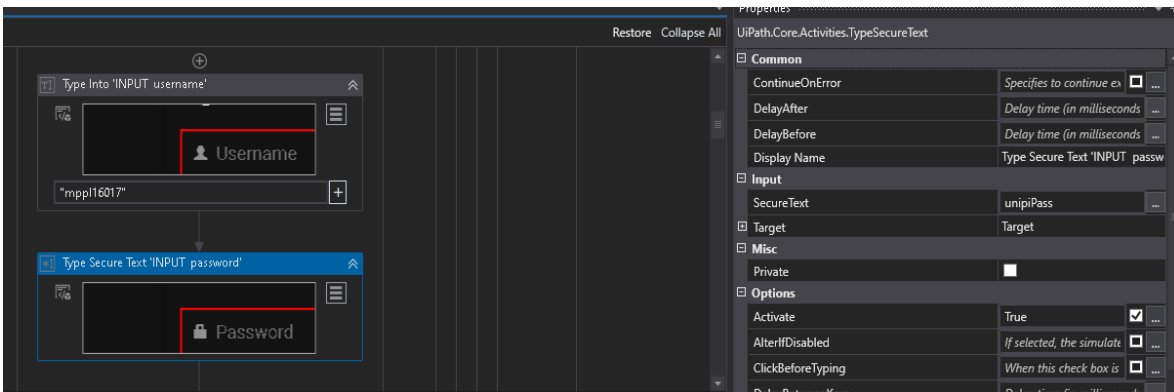 Properties
Restore Collapse All
UiPath.Core.Activities.TypeSecureText
Type Into 'INPUT username'
Username
"mppl16017"
Type Secure Text 'INPUT password'
Password
Common
ContinueOnError Specifies to continue ex ...
DelayAfter Delay time (in milliseconds ...
DelayBefore Delay time (in milliseconds ...
Display Name Type Secure Text 'INPUT passw
Input
SecureText unipiPass ...
Target Target
Misc
Private
Options
Activate True ...
AlterIfDisabled If selected, the simulate ...
ClickBeforeTyping When this check box is ...